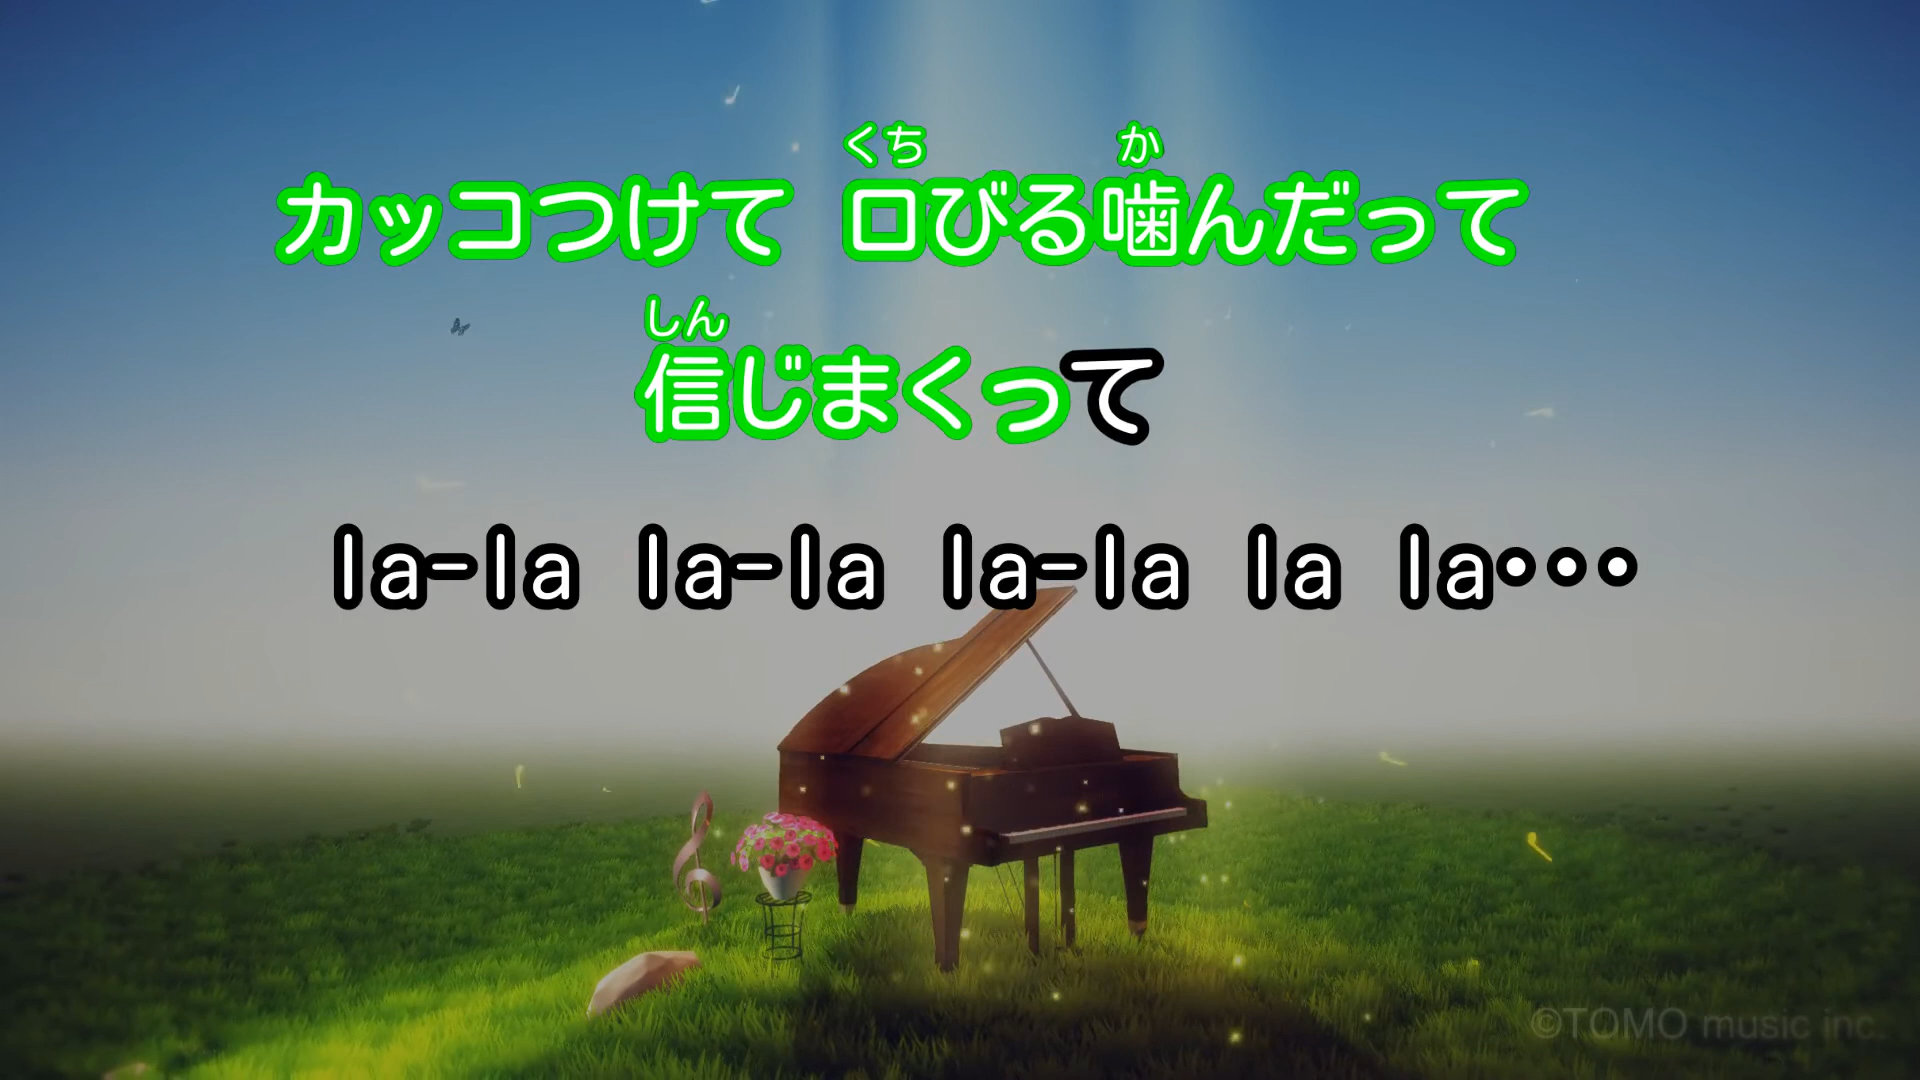 くち か
カッコつけて 口びる噛んだって
しん
信じまくって
la-la la-la la-la la la•••
©TOMO music inc.